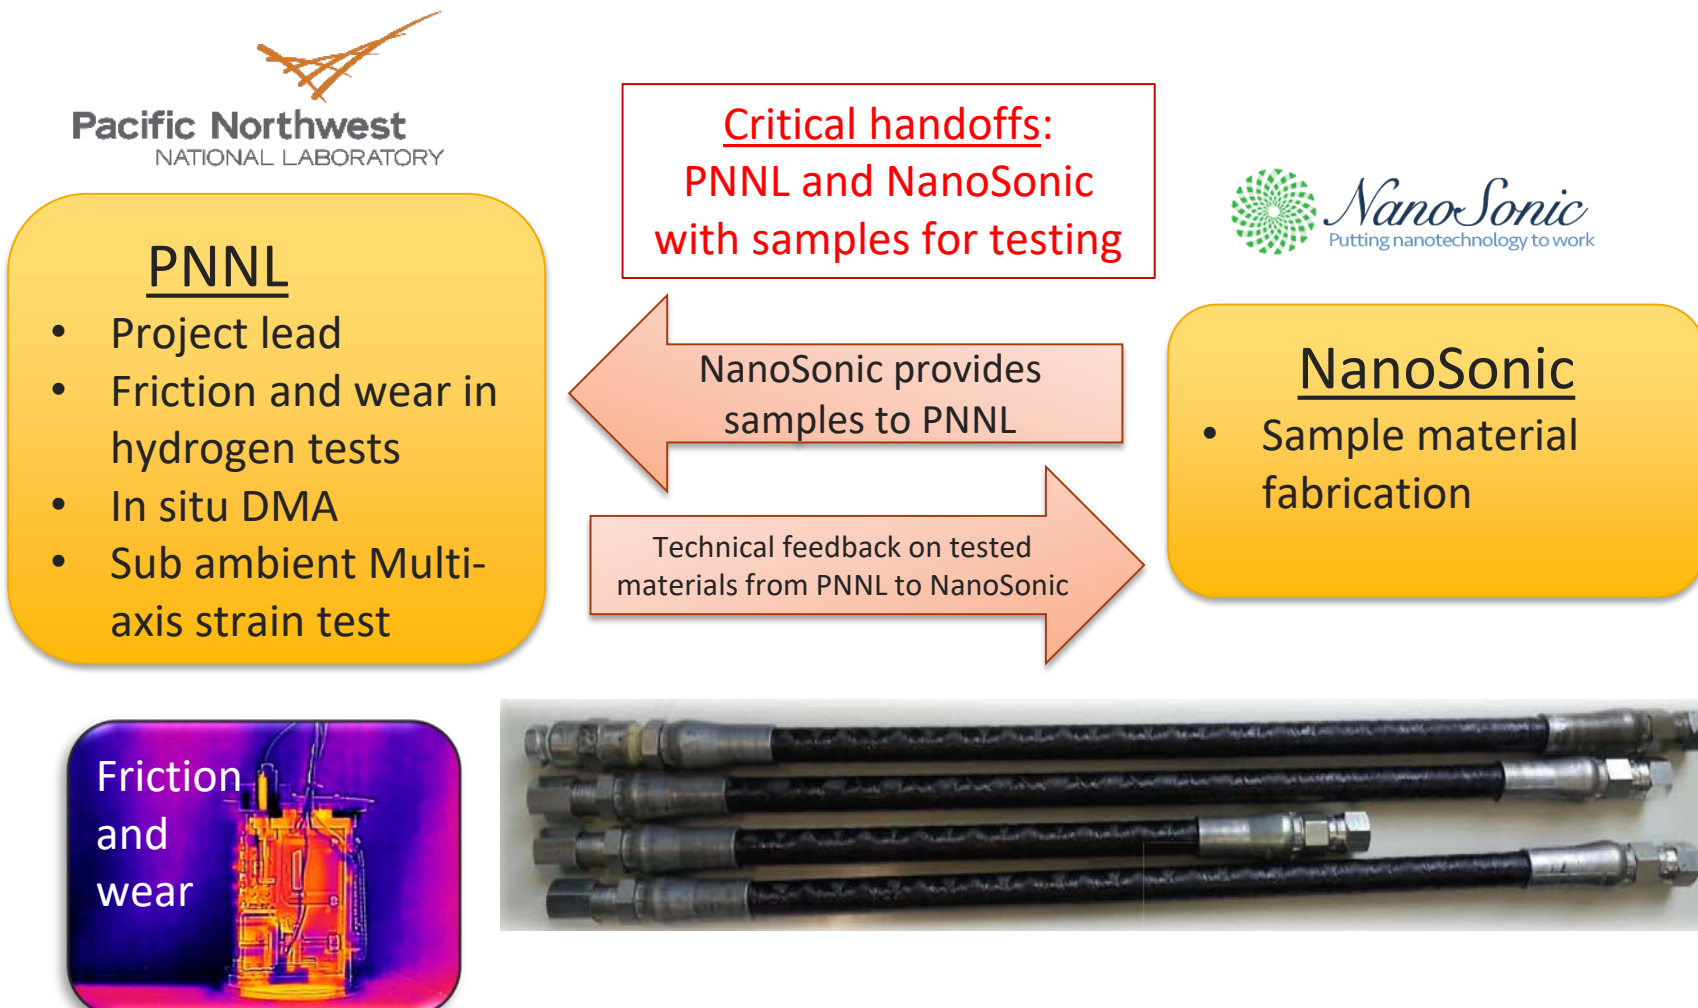 Pacific Northwest
NATIONAL LABORATORY
Critical handoffs:
PNNL and NanoSonic
with samples for testing
NanoSonic
Putting nanotechnology to work
PNNL
• Project lead
• Friction and wear in
hydrogen tests
• In situ DMA
• Sub ambient Multi-
axis strain test
NanoSonic provides
samples to PNNL
Technical feedback on tested
materials from PNNL to NanoSonic
NanoSonic
• Sample material
fabrication
Friction
and
wear